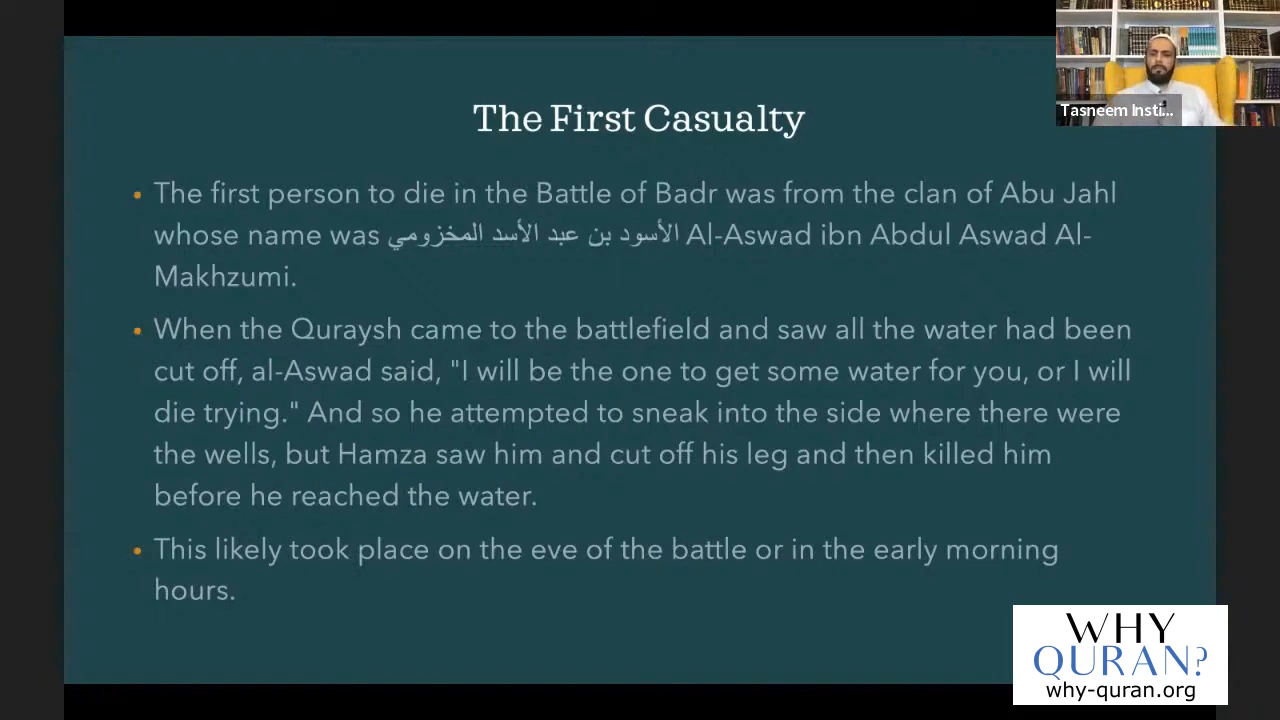 The First Casualty
Tasneem Insti...
• The first person to die in the Battle of Badr was from the clan of Abu Jahl
whose name was الأسود بن عبد الأسد المخزومي Al-Aswad ibn Abdul Aswad Al-
Makhzumi.
• When the Quraysh came to the battlefield and saw all the water had been
cut off, al-Aswad said, "I will be the one to get some water for you, or I will
die trying." And so he attempted to sneak into the side where there were
the wells, but Hamza saw him and cut off his leg and then killed him
before he reached the water.
• This likely took place on the eve of the battle or in the early morning
hours.
WHY
QURAN?
why-quran.org